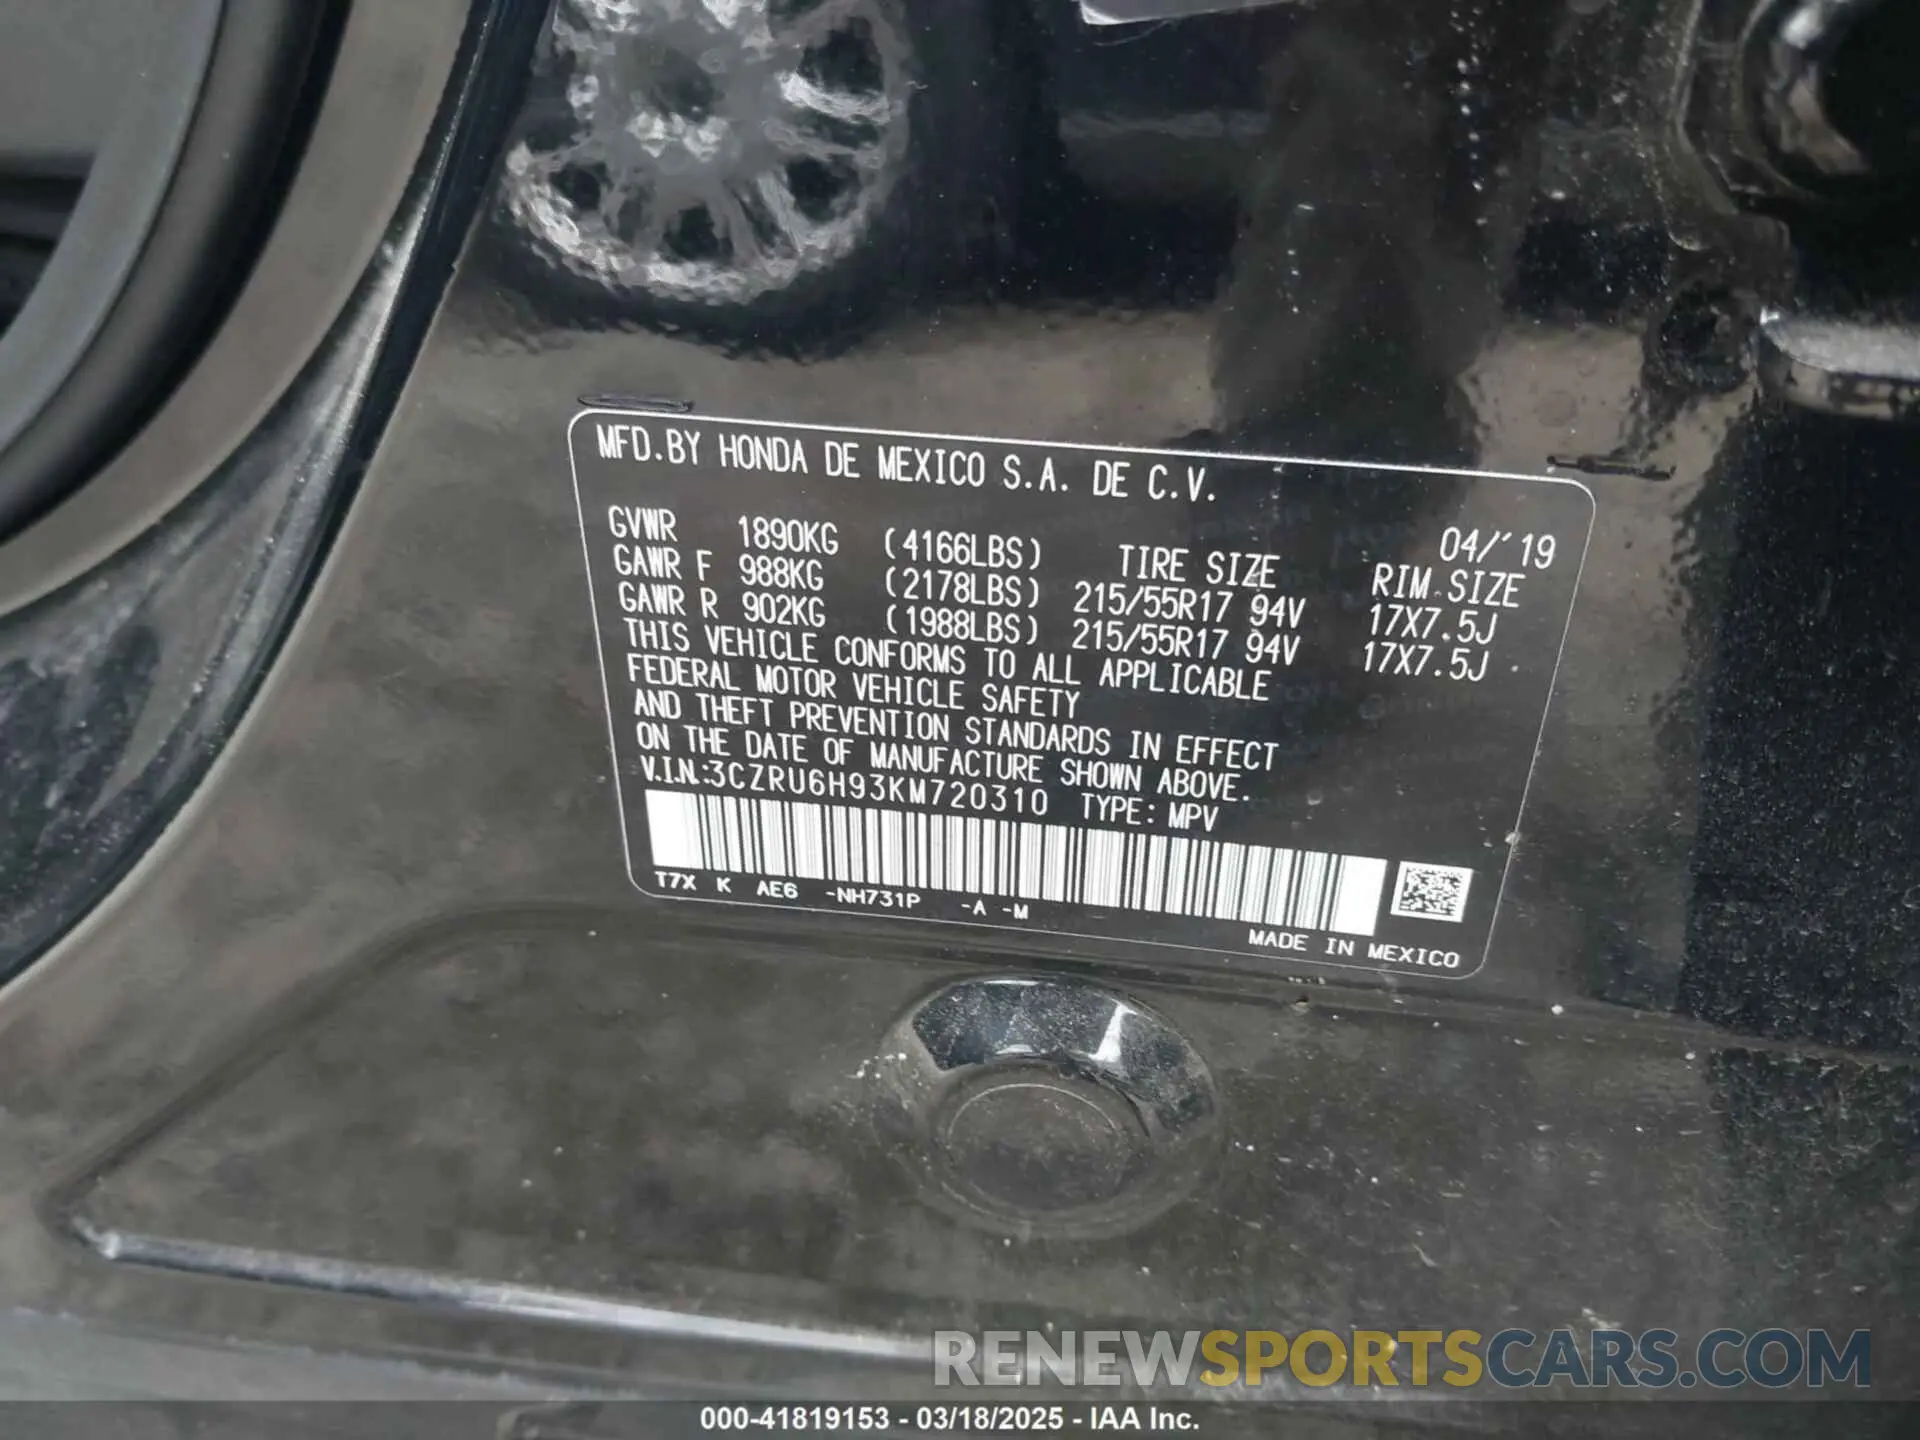 MFD.BY HONDA DE MEXICO S.A. DE C.V.
04/'19
GVWR 1890KG (4166LBS) TIRE SIZE RIM SIZE
GAWR F 988KG (2178LBS) 215/55R17 94V 17X7.5J
GAWR R 902KG (1988LBS) 215/55R17 94V 17X7.5J
THIS VEHICLE CONFORMS TO ALL APPLICABLE
FEDERAL MOTOR VEHICLE SAFETY
AND THEFT PREVENTION STANDARDS IN EFFECT
ON THE DATE OF MANUFACTURE SHOWN ABOVE.
V.I.N.:3CZRU6H93KM720310 TYPE: MPV
T7X K AE6 -NH731P -A -M
MADE IN MEXICO
RENEWSPORTSCARS.COM
000-41819153 - 03/18/2025 - IAA Inc.